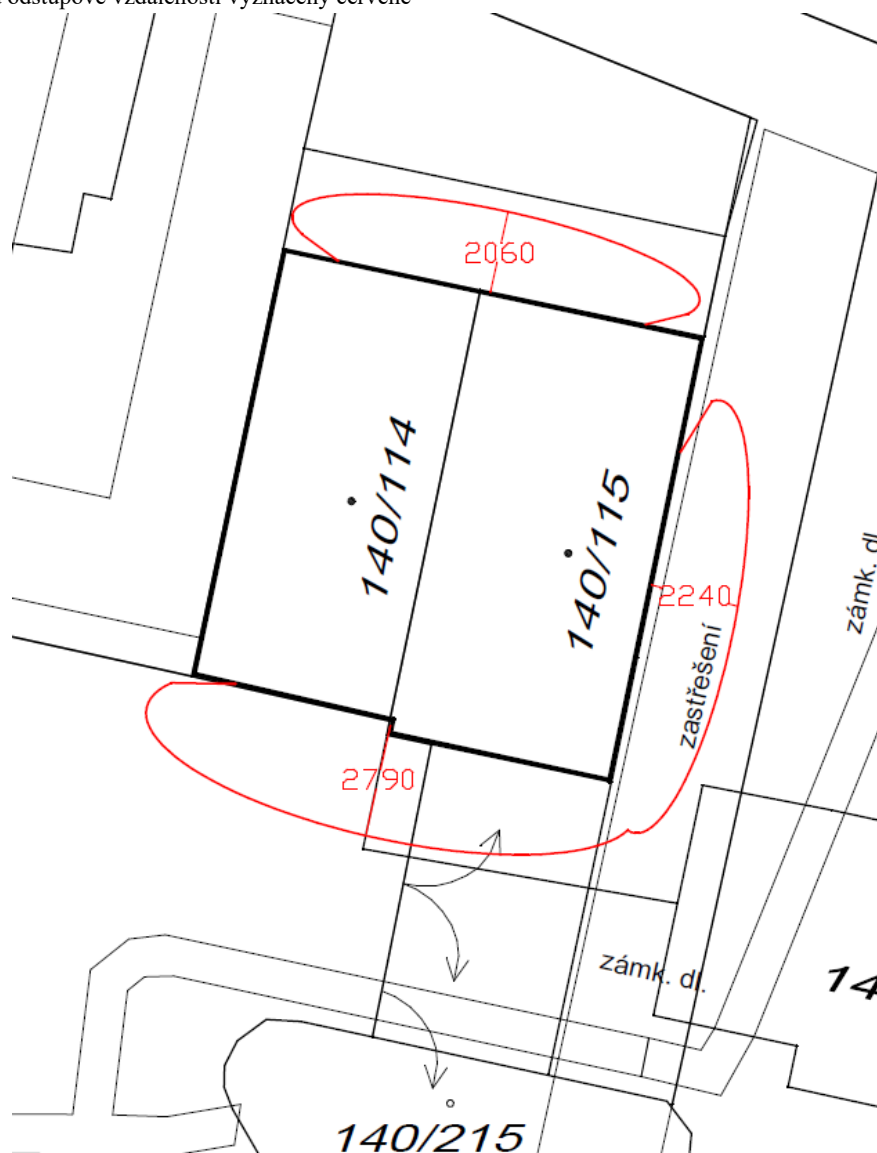 odstupové vzdálenosti vyznačeny červeně
2060
140/114
140/115
2240
zámk. dl
zastřešení
2790
zámk. dl.
14
140/215